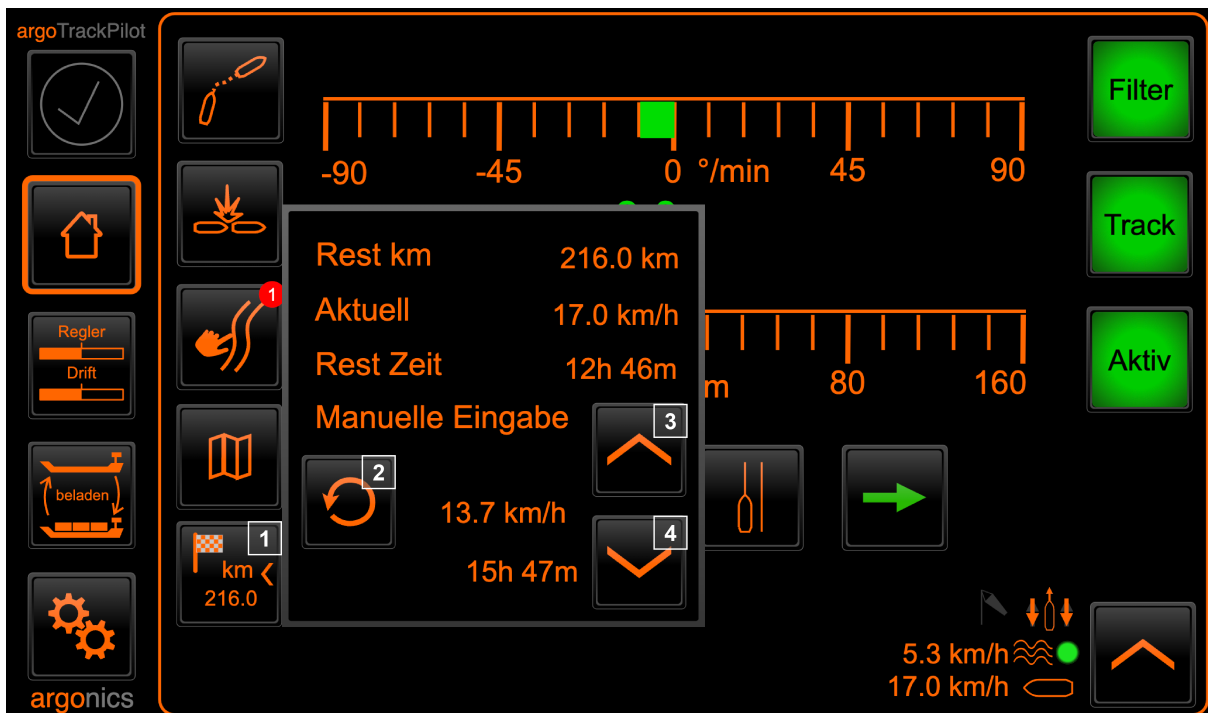 argoTrackPilot
Regler
Drift
beladen
argonics
1
km
216.0
1
-90
-45
0
°/min
45
90
Rest km
216.0 km
Aktuell
17.0 km/h
Rest Zeit
12h 46m
Manuelle Eingabe
3
2
13.7 km/h
4
15h 47m
m
80
160
Filter
Track
Aktiv
5.3 km/h
17.0 km/h